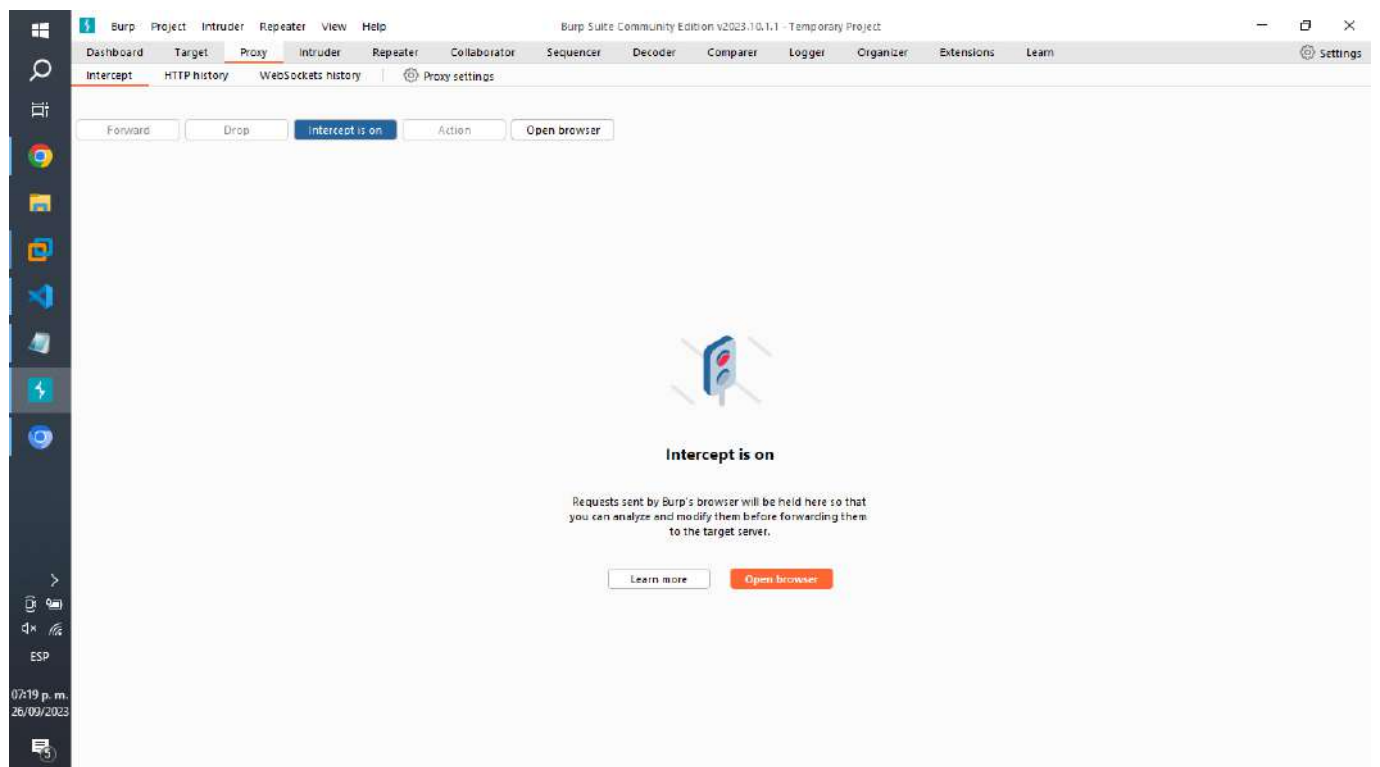 Burp Project Intruder Repeater View Help Burp Suite Community Edition v2023.10.1.1 - Temporary Project
Dashboard Target Proxy Intruder Repeater Collaborator Sequencer Decoder Comparer Logger Organizer Extensions Learn Settings
Intercept HTTP history WebSockets history Proxy settings
Forward Drop Intercept is on Action Open browser
Intercept is on
Requests sent by Burp's browser will be held here so that
you can analyze and modify them before forwarding them
to the target server.
Learn more Open browser
ESP
07:19 p. m.
26/09/2023
5